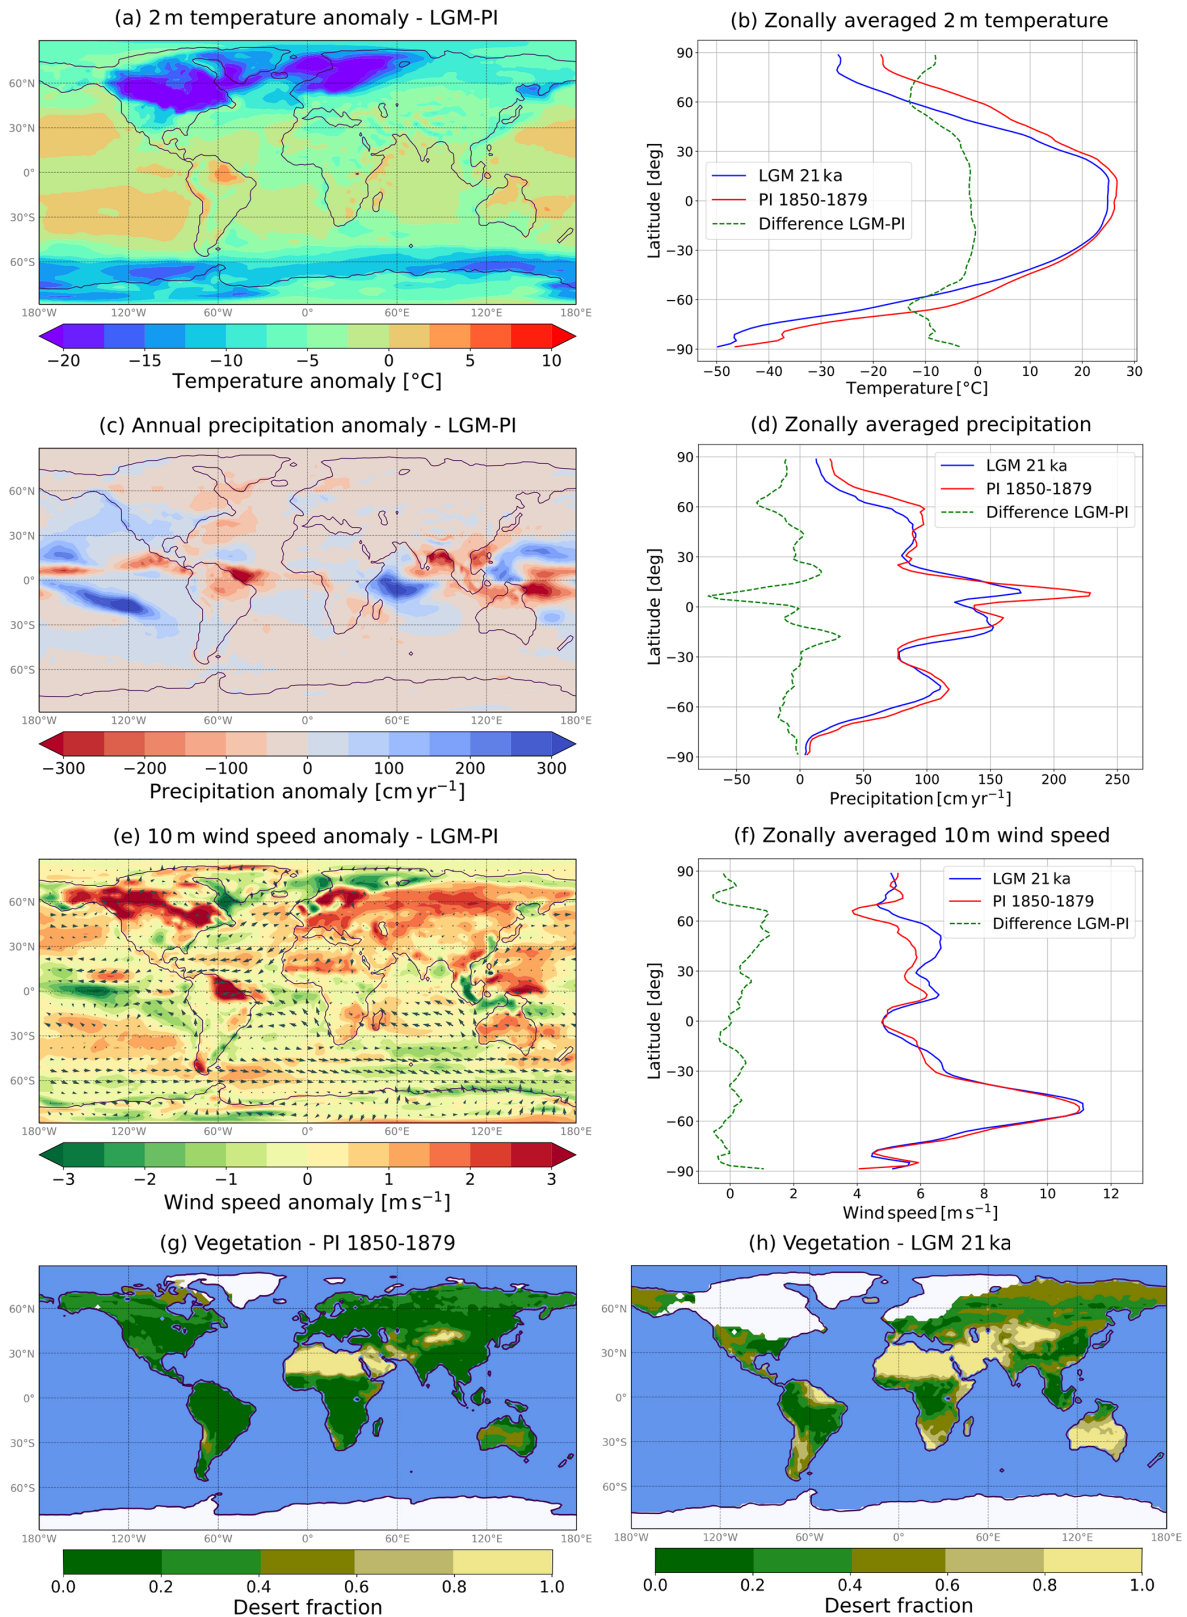 (a) 2 m temperature anomaly - LGM-PI
60°N
30°N
0°
30°S
60°S
180°W 120°W 60°W 0° 60°E 120°E 180°E
−20 −15 −10 −5 0 5 10
Temperature anomaly [°C]
(b) Zonally averaged 2 m temperature
90
60
30
0
−30
−60
−90
Latitude [deg]
LGM 21 ka
PI 1850-1879
Difference LGM-PI
−50 −40 −30 −20 −10 0 10 20 30
Temperature [°C]
(c) Annual precipitation anomaly - LGM-PI
60°N
30°N
0°
30°S
60°S
180°W 120°W 60°W 0° 60°E 120°E 180°E
−300 −200 −100 0 100 200 300
Precipitation anomaly [cm yr⁻¹]
(d) Zonally averaged precipitation
90
60
30
0
−30
−60
−90
Latitude [deg]
LGM 21 ka
PI 1850-1879
Difference LGM-PI
−50 0 50 100 150 200 250
Precipitation [cm yr⁻¹]
(e) 10 m wind speed anomaly - LGM-PI
60°N
30°N
0°
30°S
60°S
180°W 120°W 60°W 0° 60°E 120°E 180°E
−3 −2 −1 0 1 2 3
Wind speed anomaly [m s⁻¹]
(f) Zonally averaged 10 m wind speed
90
60
30
0
−30
−60
−90
Latitude [deg]
LGM 21 ka
PI 1850-1879
Difference LGM-PI
0 2 4 6 8 10 12
Wind speed [m s⁻¹]
(g) Vegetation - PI 1850-1879
60°N
30°N
0°
30°S
60°S
180°W 120°W 60°W 0° 60°E 120°E 180°E
0.0 0.2 0.4 0.6 0.8 1.0
Desert fraction
(h) Vegetation - LGM 21 ka
60°N
30°N
0°
30°S
60°S
180°W 120°W 60°W 0° 60°E 120°E 180°E
0.0 0.2 0.4 0.6 0.8 1.0
Desert fraction